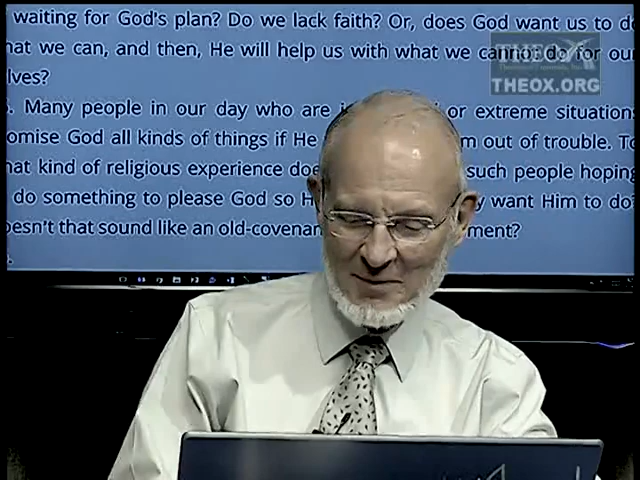 waiting for God's plan? Do we lack faith? Or, does God want us to do
hat we can, and then, He will help us with what we cannot do for our
lves?
. Many people in our day who are or extreme situations
omise God all kinds of things if He m out of trouble. To
hat kind of religious experience doe such people hoping
do something to please God so H y want Him to do?
oesn't that sound like an old-covenan ment?
THE
THEOX.ORG